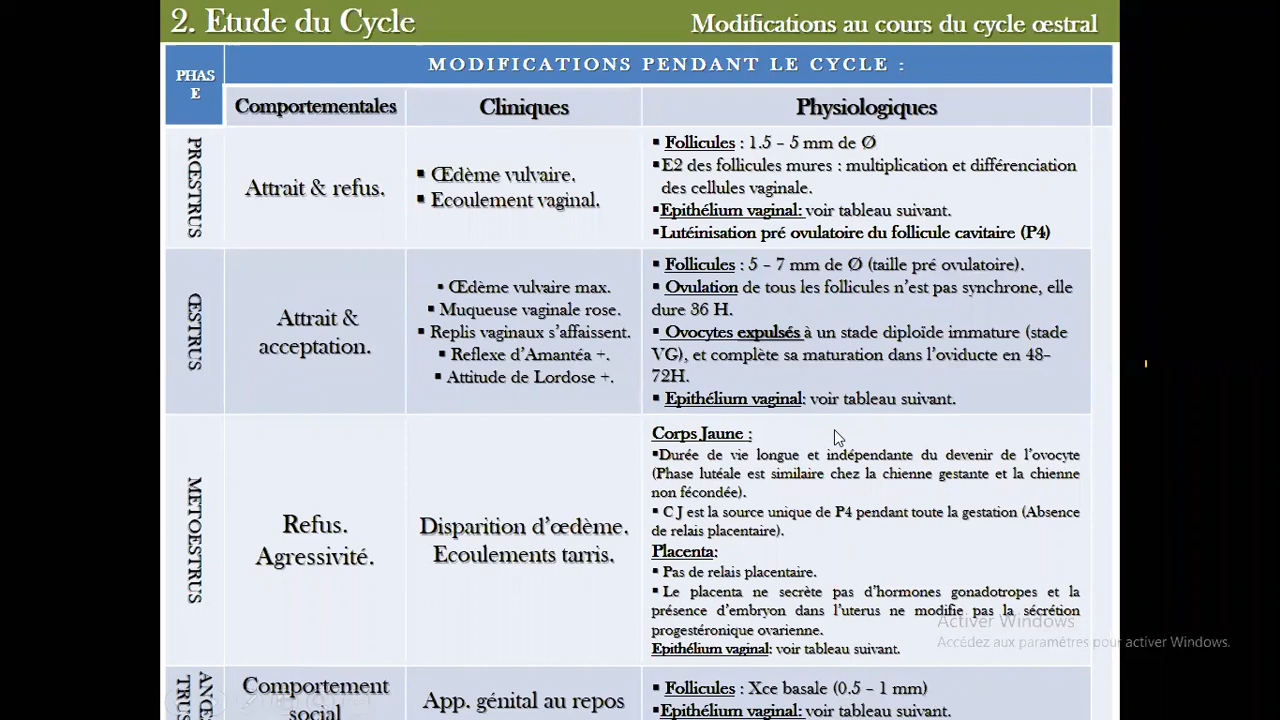 2. Etude du Cycle
Modifications au cours du cycle œstral
PHAS
E
MODIFICATIONS PENDANT LE CYCLE :
Comportementales
Cliniques
Physiologiques
PRŒSTRUS
Attrait & refus.
▪ Œdème vulvaire.
▪ Ecoulement vaginal.
▪ Follicules : 1.5 – 5 mm de Ø
▪E2 des follicules mures : multiplication et différenciation
des cellules vaginale.
▪Epithélium vaginal: voir tableau suivant.
▪Lutéinisation pré ovulatoire du follicule cavitaire (P4)
ŒSTRUS
Attrait &
acceptation.
▪ Œdème vulvaire max.
▪ Muqueuse vaginale rose.
▪ Replis vaginaux s’affaissent.
▪ Reflexe d’Amantéa +.
▪ Attitude de Lordose +.
▪ Follicules : 5 – 7 mm de Ø (taille pré ovulatoire).
▪ Ovulation de tous les follicules n’est pas synchrone, elle
dure 36 H.
▪ Ovocytes expulsés à un stade diploïde immature (stade
VG), et complète sa maturation dans l’oviducte en 48–
72H.
▪ Epithélium vaginal: voir tableau suivant.
METOESTRUS
Refus.
Agressivité.
Disparition d’œdème.
Ecoulements tarris.
Corps Jaune :
▪Durée de vie longue et indépendante du devenir de l’ovocyte
(Phase lutéale est similaire chez la chienne gestante et la chienne
non fécondée).
▪ C J est la source unique de P4 pendant toute la gestation (Absence
de relais placentaire).
Placenta:
▪ Pas de relais placentaire.
▪ Le placenta ne secrète pas d’hormones gonadotropes et la
présence d’embryon dans l’uterus ne modifie pas la sécrétion
progestéronique ovarienne.
Epithélium vaginal: voir tableau suivant.
ANŒ
TRUS
Comportement
social
App. génital au repos
▪ Follicules : Xce basale (0.5 – 1 mm)
▪Epithélium vaginal: voir tableau suivant.
Activer Windows
Accédez aux paramètres pour activer Windows.